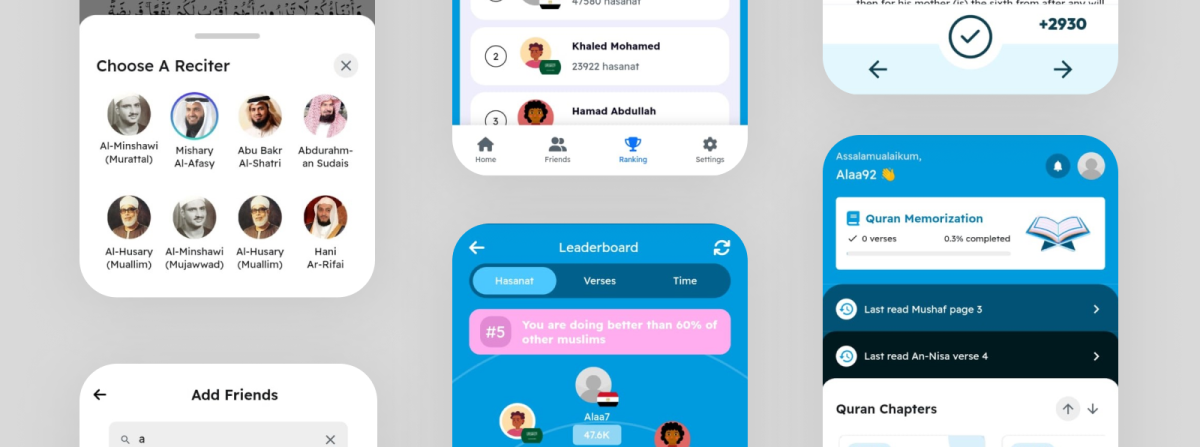 وَأَبْنَآؤُكُمْ لَا تَدْرُونَ أَيُّهُمْ أَقْرَبُ لَكُمْ نَفْعًا فَرِيضَةً
Choose A Reciter
Al-Minshawi
(Murattal)
Mishary
Al-Afasy
Abu Bakr
Al-Shatri
Abdurahm-
an Sudais
Al-Husary
(Muallim)
Al-Minshawi
(Mujawwad)
Al-Husary
(Muallim)
Hani
Ar-Rifai
Add Friends
a
47580 hasanat
2
Khaled Mohamed
23922 hasanat
3
Hamad Abdullah
Home
Friends
Ranking
Settings
Leaderboard
Hasanat
Verses
Time
#5
You are doing better than 60% of
other muslims
Alaa7
47.6K
then for his mother (is) the sixth from after any will
+2930
Assalamualaikum,
Alaa92 👋
Quran Memorization
0 verses
0.3% completed
Last read Mushaf page 3
Last read An-Nisa verse 4
Quran Chapters